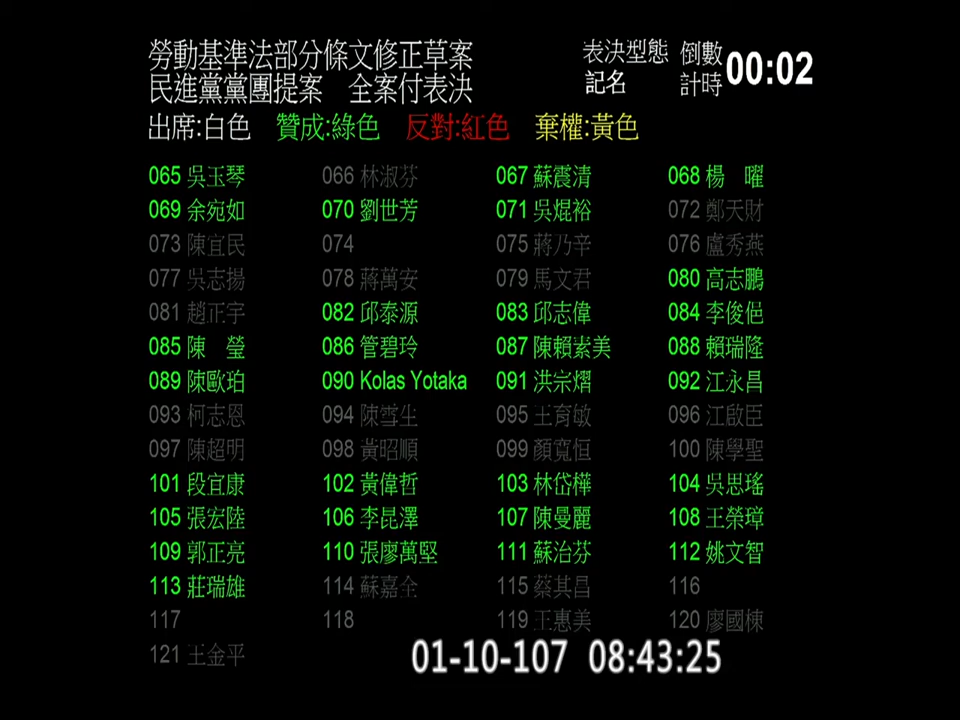 勞動基準法部分條文修正草案
民進黨黨團提案　全案付表決
表決型態
記名
倒數
計時
00:02
出席:白色 贊成:綠色 反對:紅色 棄權:黃色
065 吳玉琴 066 林淑芬 067 蘇震清 068 楊　曜
069 余宛如 070 劉世芳 071 吳焜裕 072 鄭天財
073 陳宜民 074 075 蔣乃辛 076 盧秀燕
077 吳志揚 078 蔣萬安 079 馬文君 080 高志鵬
081 趙正宇 082 邱泰源 083 邱志偉 084 李俊俋
085 陳　瑩 086 管碧玲 087 陳賴素美 088 賴瑞隆
089 陳歐珀 090 Kolas Yotaka 091 洪宗熠 092 江永昌
093 柯志恩 094 陳雪生 095 王育敏 096 江啟臣
097 陳超明 098 黃昭順 099 顏寬恒 100 陳學聖
101 段宜康 102 黃偉哲 103 林岱樺 104 吳思瑤
105 張宏陸 106 李昆澤 107 陳曼麗 108 王榮璋
109 郭正亮 110 張廖萬堅 111 蘇治芬 112 姚文智
113 莊瑞雄 114 蘇嘉全 115 蔡其昌 116
117 118 119 王惠美 120 廖國棟
121 王金平
01-10-107 08:43:25